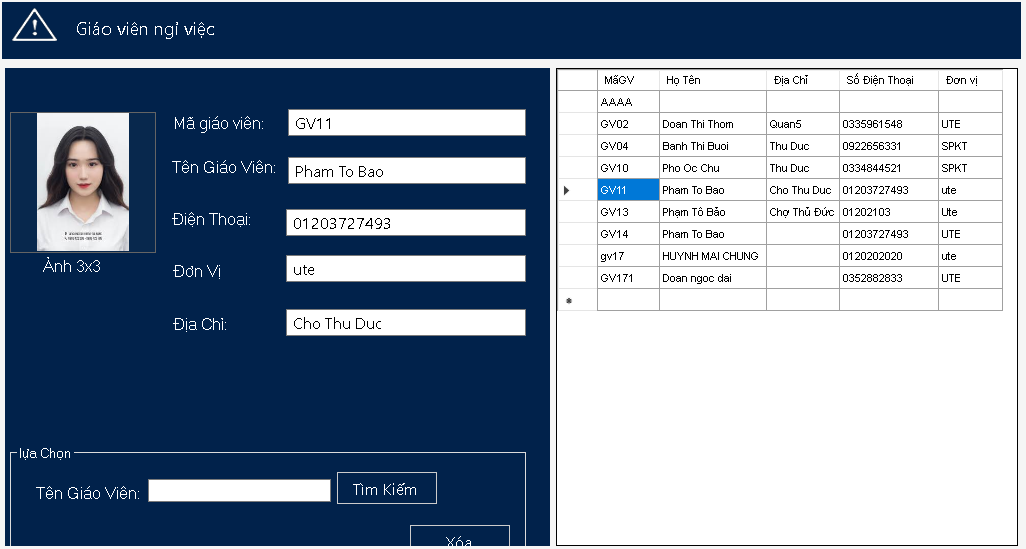 Giáo viên nghỉ việc
Mã giáo viên: GV11
Tên Giáo Viên: Pham To Bao
Điện Thoại: 01203727493
Đơn Vị ute
Địa Chỉ: Cho Thu Duc
Ảnh 3x3
lựa Chọn
Tên Giáo Viên: Tìm Kiếm
Xóa
MãGV Họ Tên Địa Chỉ Số Điện Thoại Đơn vị
AAAA
GV02 Doan Thi Thom Quan5 0335961548 UTE
GV04 Banh Thi Buoi Thu Duc 0922656331 SPKT
GV10 Pho Oc Chu Thu Duc 0334844521 SPKT
GV11 Pham To Bao Cho Thu Duc 01203727493 ute
GV13 Phạm Tô Bảo Chợ Thủ Đức 01202103 Ute
GV14 Pham To Bao 01203727493 UTE
gv17 HUYNH MAI CHUNG 0120202020 ute
GV171 Doan ngoc dai 0352882833 UTE